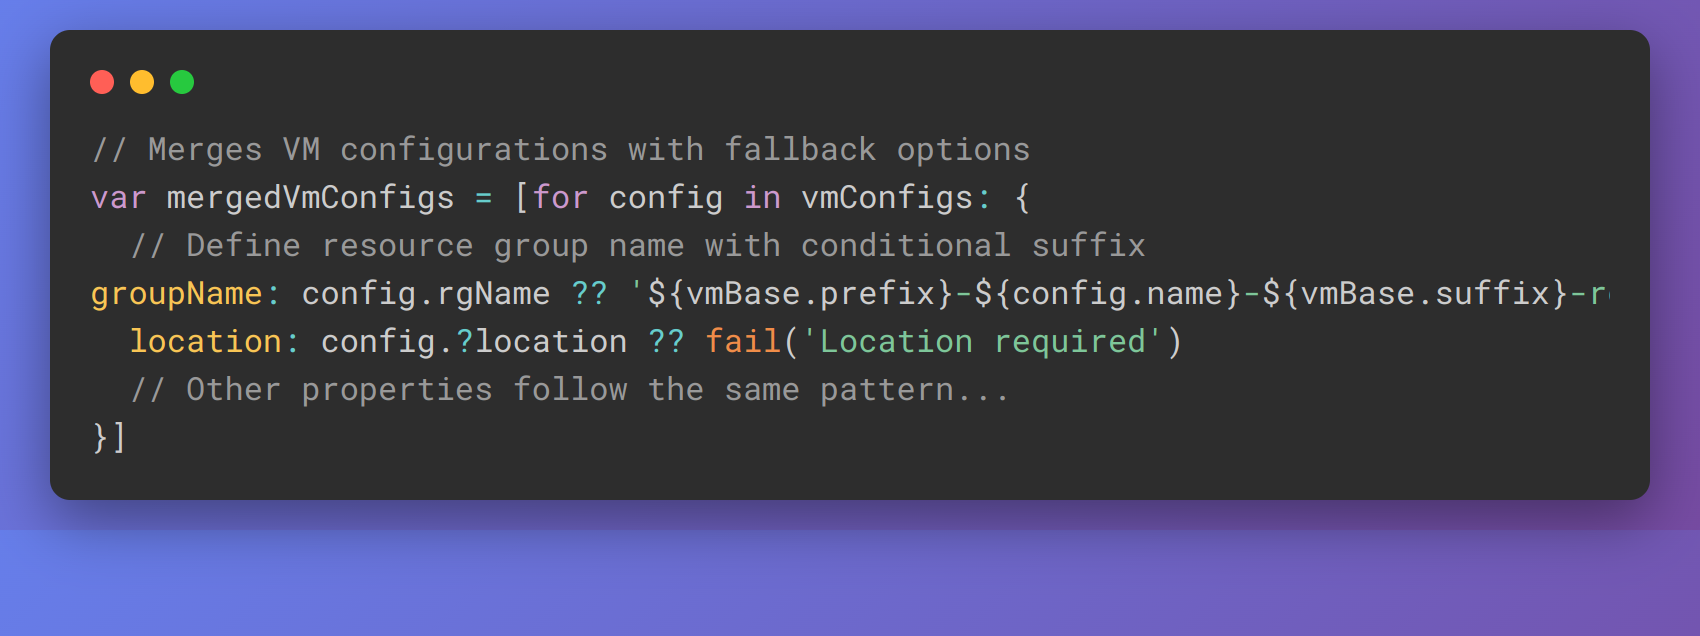 // Merges VM configurations with fallback options
var mergedVmConfigs = [for config in vmConfigs: {
  // Define resource group name with conditional suffix
groupName: config.rgName ?? '${vmBase.prefix}-${config.name}-${vmBase.suffix}-r
  location: config.?location ?? fail('Location required')
  // Other properties follow the same pattern...
}]